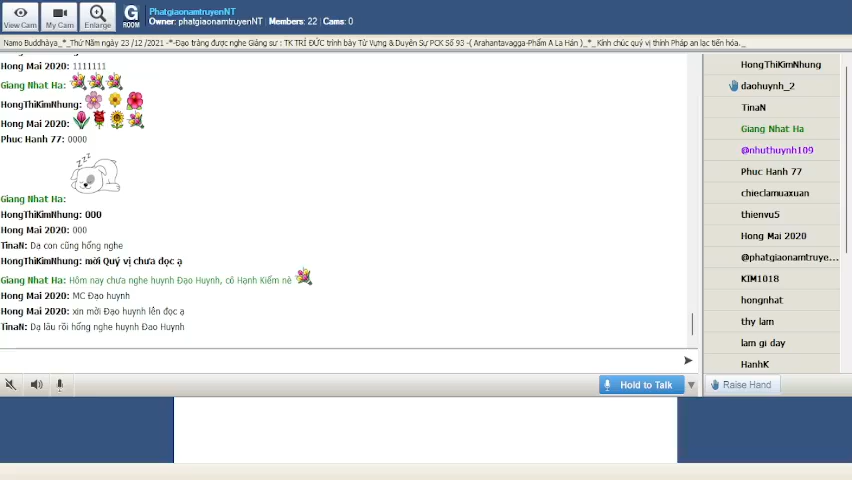 PhatgiaonamtruyenNT
Owner: phatgiaonamtruyenNT | Members: 22 | Cams: 0
View Cam
My Cam
Enlarge
G
ROOM
Namo Buddhàya_*_Thứ Năm ngày 23 /12 /2021 -*-Đạo tràng được nghe Giảng sư : TK TRÍ ĐỨC trình bày Từ Vựng & Duyên Sự PCK Số 93 -( Arahantavagga-Phẩm A La Hán )_*_Kính chúc quý vị thính Pháp an lạc tiến hóa._
Hong Mai 2020: 1111111
Giang Nhat Ha:
HongThiKimNhung:
Hong Mai 2020:
Phuc Hanh 77: 0000
zzz
Giang Nhat Ha:
HongThiKimNhung: 000
Hong Mai 2020: 000
TinaN: Dạ con cũng hổng nghe
HongThiKimNhung: mời Quý vị chưa đọc ạ
Giang Nhat Ha: Hôm nay chưa nghe huynh Đạo Huynh, cô Hạnh Kiểm nè
Hong Mai 2020: MC Đạo huynh
Hong Mai 2020: xin mời Đạo huynh lên đọc ạ
TinaN: Dạ lâu rồi hổng nghe huynh Đao Huynh
HongThiKimNhung
daohuynh_2
TinaN
Giang Nhat Ha
@nhuthuynh109
Phuc Hanh 77
chieclamuaxuan
thienvu5
Hong Mai 2020
@phatgiaonamtruye...
KIM1018
hongnhat
thy lam
lam gi day
HanhK
Hold to Talk
Raise Hand